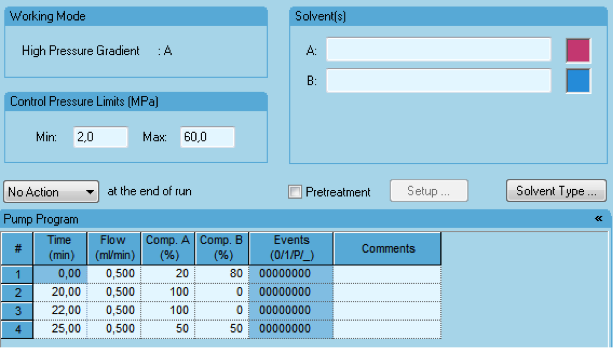 Working Mode
High Pressure Gradient : A
Solvent(s)
A:
B:
Control Pressure Limits (MPa)
Min: 2,0 Max: 60,0
No Action at the end of run
Pretreatment Setup ... Solvent Type ...
Pump Program «
# Time (min) Flow (ml/min) Comp. A (%) Comp. B (%) Events (0/1/P/_) Comments
1 0,00 0,500 20 80 00000000
2 20,00 0,500 100 0 00000000
3 22,00 0,500 100 0 00000000
4 25,00 0,500 50 50 00000000